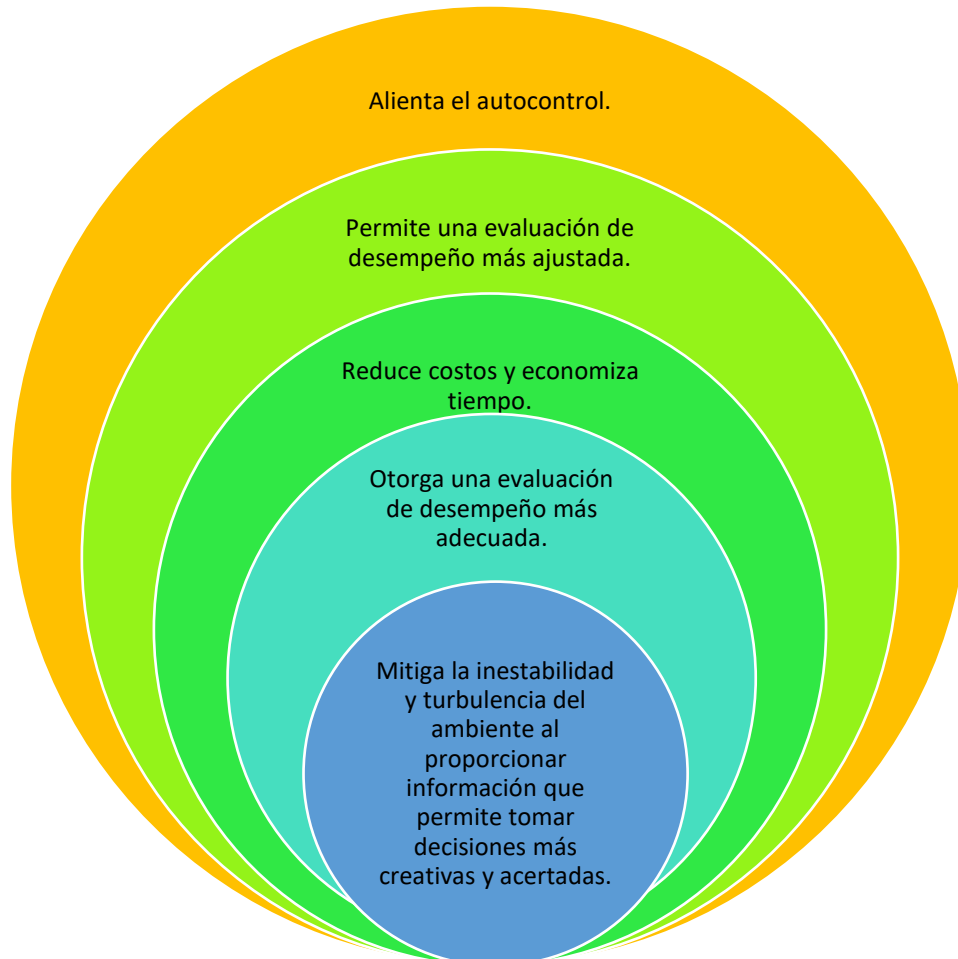 Alienta el autocontrol.
Permite una evaluación de
desempeño más ajustada.
Reduce costos y economiza
tiempo.
Otorga una evaluación
de desempeño más
adecuada.
Mitiga la inestabilidad
y turbulencia del
ambiente al
proporcionar
información que
permite tomar
decisiones más
creativas y acertadas.